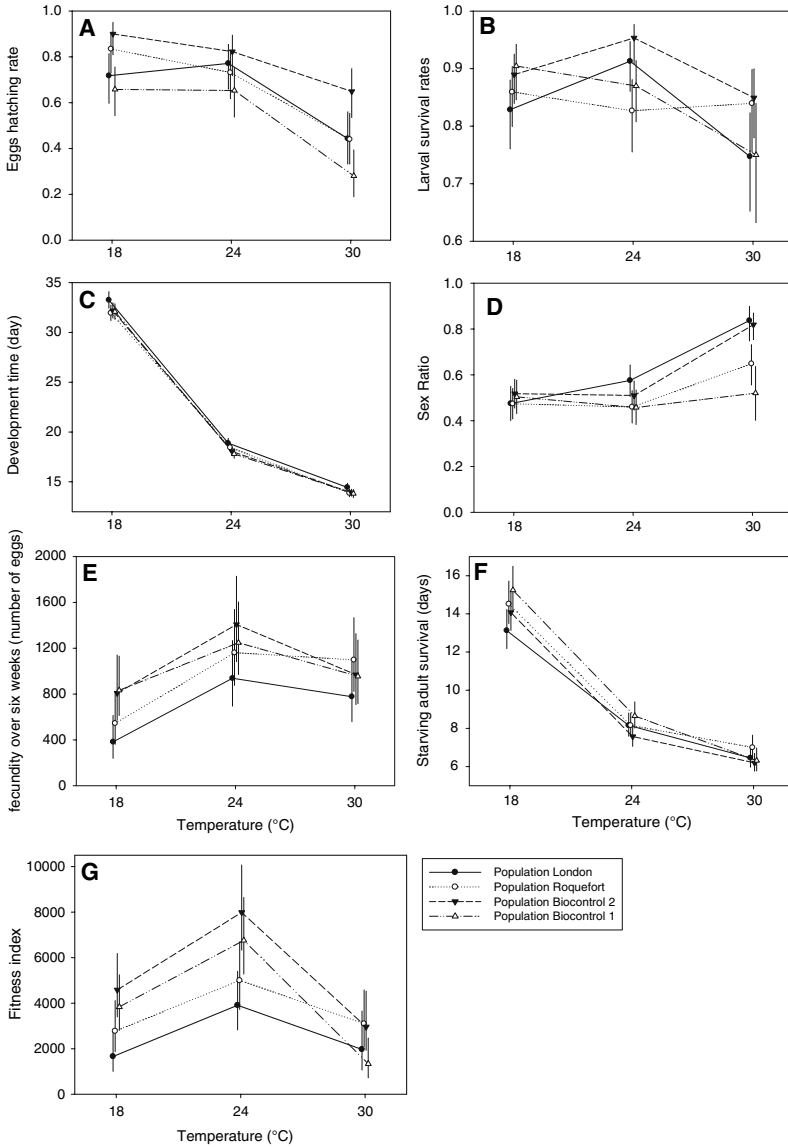 A
Eggs hatching rate
1.0
0.8
0.6
0.4
0.2
0.0
18
24
30
B
Larval survival rates
1.0
0.9
0.8
0.7
0.6
18
24
30
C
Development time (day)
35
30
25
20
15
18
24
30
D
Sex Ratio
1.0
0.8
0.6
0.4
0.2
0.0
18
24
30
E
fecundity over six weeks (number of eggs)
2000
1600
1200
800
400
0
18
24
30
Temperature (°C)
F
Starving adult survival (days)
16
14
12
10
8
6
18
24
30
Temperature (°C)
G
Fitness index
10000
8000
6000
4000
2000
0
18
24
30
Temperature (°C)
Population London
Population Roquefort
Population Biocontrol 2
Population Biocontrol 1